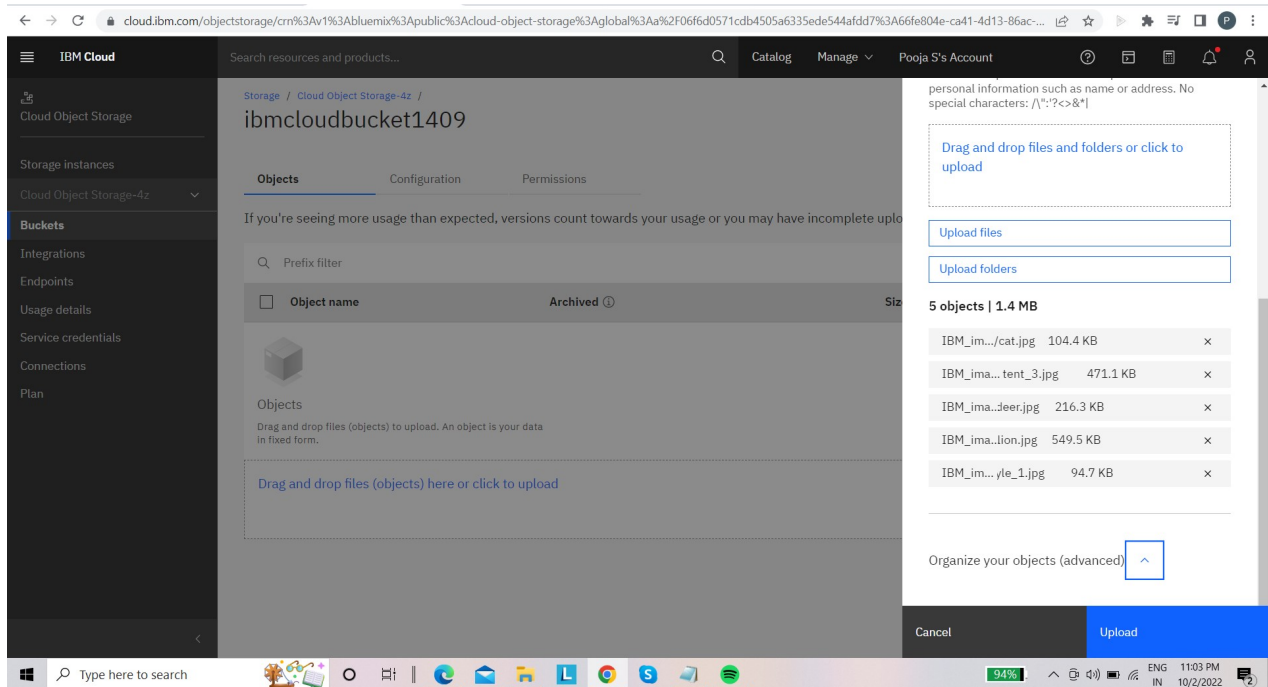 cloud.ibm.com/objectstorage/crn%3Av1%3Abluemix%3Apublic%3Acloud-object-storage%3Aglobal%3Aa%2F06f6d0571cdb4505a6335ede544afdd7%3A66fe804e-ca41-4d13-86ac-...
P
IBM Cloud
Search resources and products...
Catalog
Manage
Pooja S's Account
Cloud Object Storage
Storage instances
Cloud Object Storage-4z
Buckets
Integrations
Endpoints
Usage details
Service credentials
Connections
Plan
Storage / Cloud Object Storage-4z /
ibmcloudbucket1409
Objects Configuration Permissions
If you're seeing more usage than expected, versions count towards your usage or you may have incomplete uplo
Prefix filter
Object name Archived Siz
Objects
Drag and drop files (objects) to upload. An object is your data
in fixed form.
Drag and drop files (objects) here or click to upload
personal information such as name or address. No
special characters: /\":'?<>&*|
Drag and drop files and folders or click to
upload
Upload files
Upload folders
5 objects | 1.4 MB
IBM_im.../cat.jpg 104.4 KB
IBM_ima... tent_3.jpg 471.1 KB
IBM_ima..deer.jpg 216.3 KB
IBM_ima..lion.jpg 549.5 KB
IBM_im... yle_1.jpg 94.7 KB
Organize your objects (advanced)
Cancel
Upload
Type here to search
94%
ENG
IN
11:03 PM
10/2/2022
2